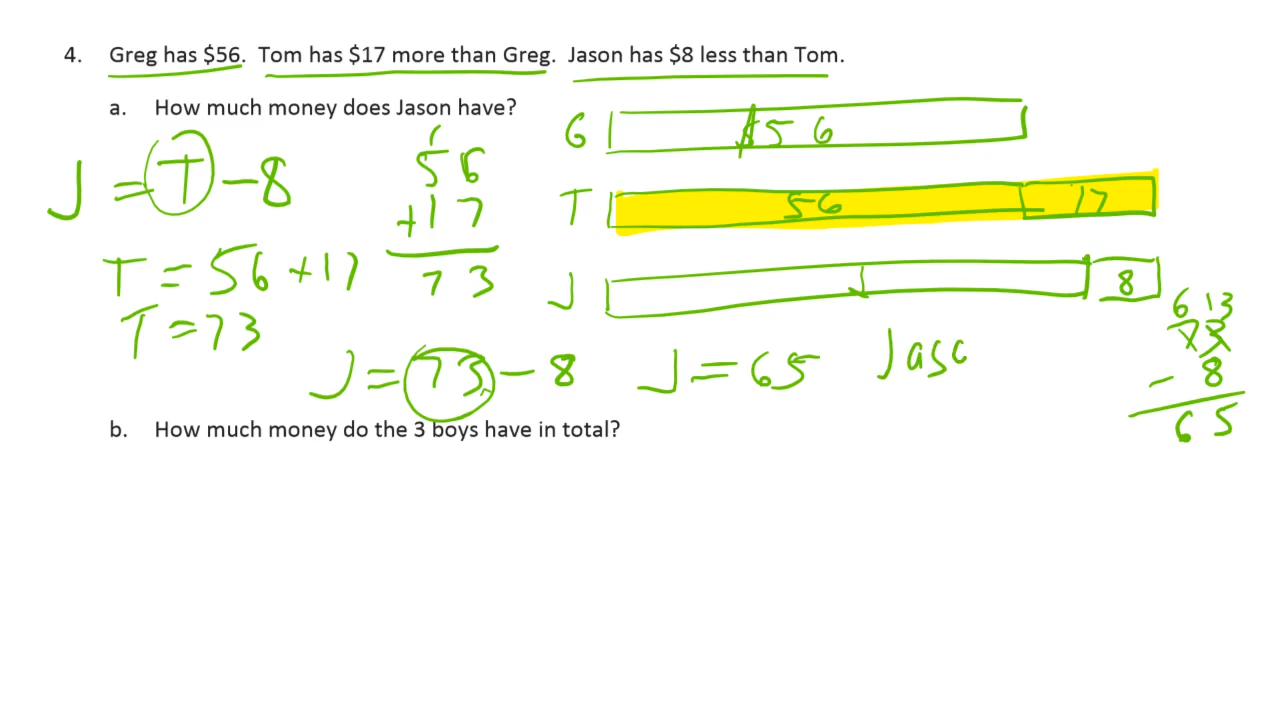 4. Greg has $56. Tom has $17 more than Greg. Jason has $8 less than Tom.
a. How much money does Jason have?
G $56
J = T - 8
1
56
+17
73
T 56 17
T = 56 + 17
J 8
T = 73
J = 73 - 8 J = 65 Jaso
6 13
73
- 8
65
b. How much money do the 3 boys have in total?